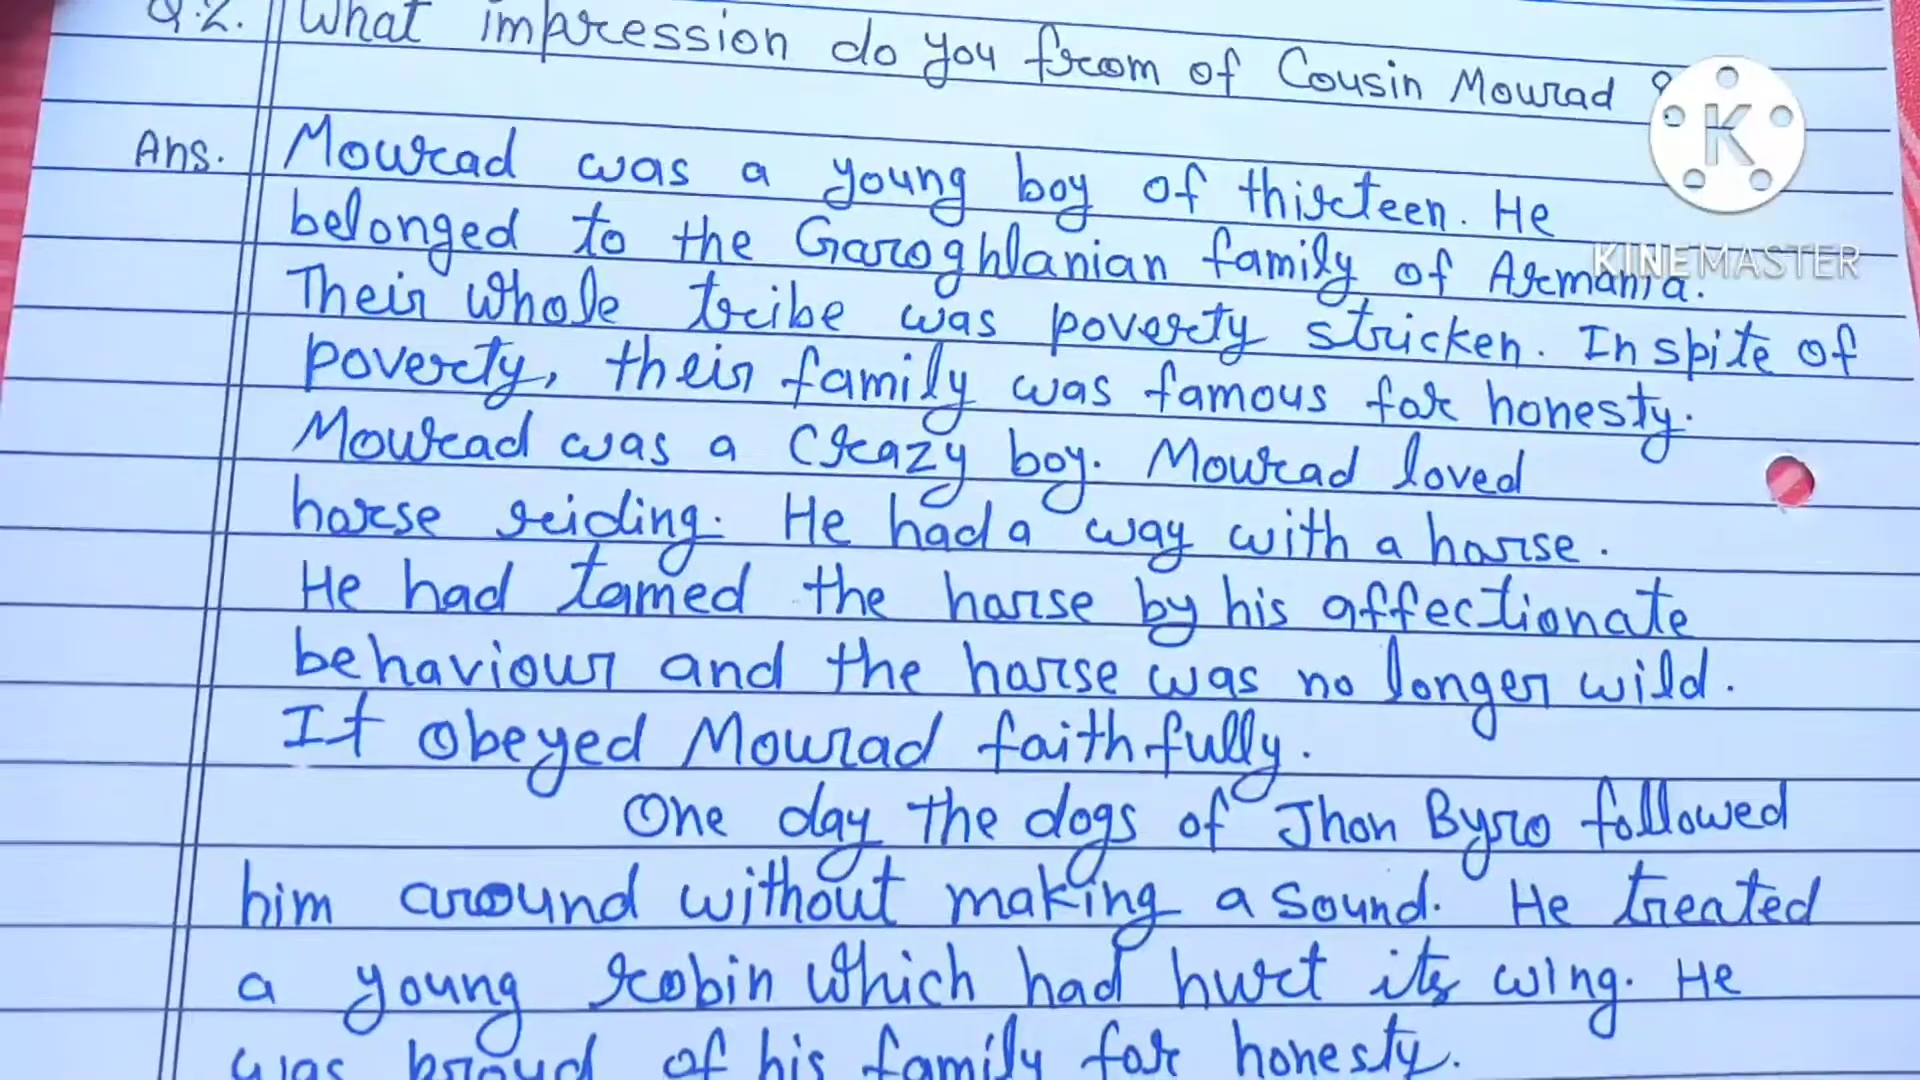 Q.2. What impression do you from of Cousin Mourad ?
Ans. Mourad was a young boy of thirteen. He
belonged to the Garoghlanian family of Armania.
Their whole tribe was poverty stricken. In spite of
poverty, their family was famous for honesty.
Mourad was a Crazy boy. Mourad loved
horse riding. He had a way with a horse.
He had tamed the horse by his affectionate
behaviour and the horse was no longer wild.
It obeyed Mourad faithfully.
One day the dogs of Jhon Byro followed
him around without making a sound. He treated
a young robin which had hurt its wing. He
was proud of his family for honesty.
K
KINEMASTER